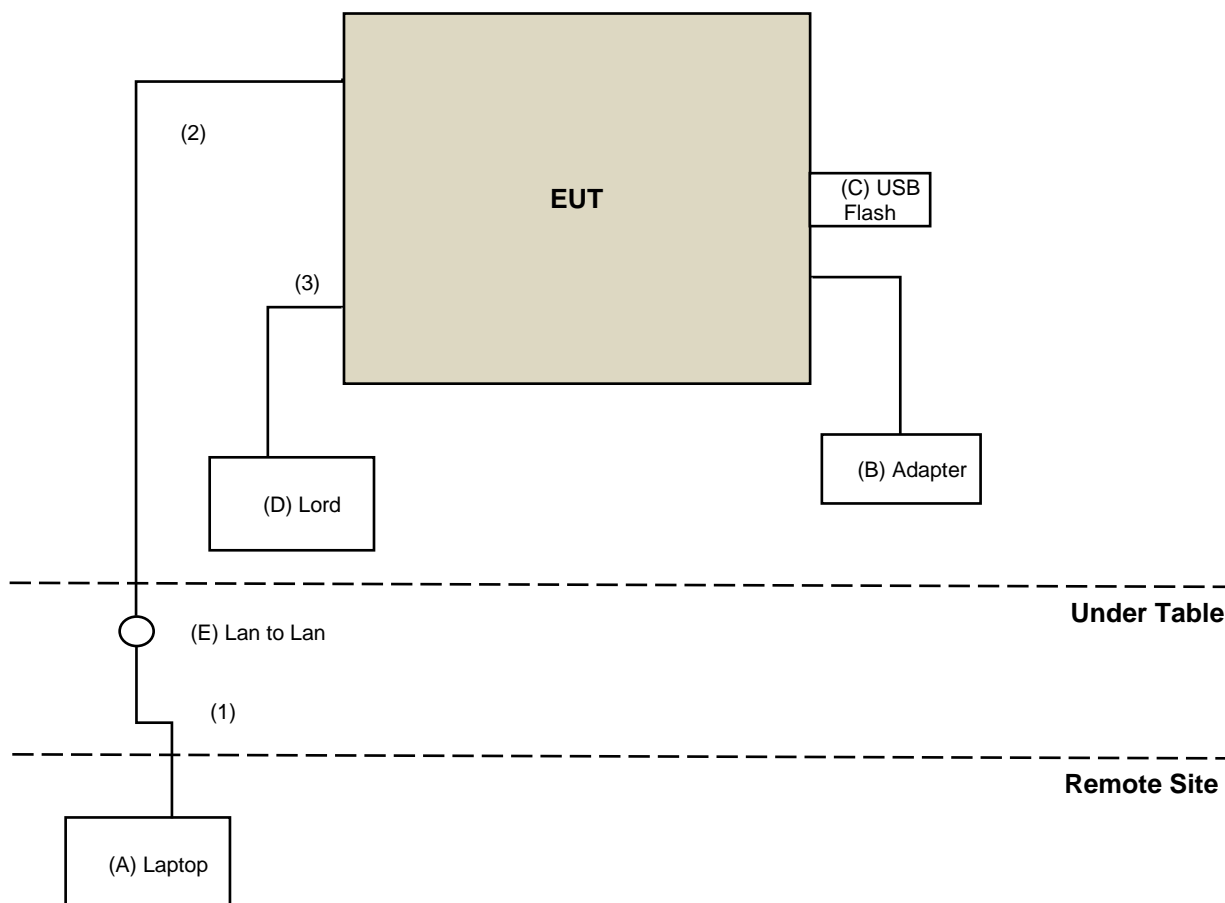 (2)
EUT
(C) USB
Flash
(3)
(B) Adapter
(D) Lord
Under Table
(E) Lan to Lan
(1)
Remote Site
(A) Laptop